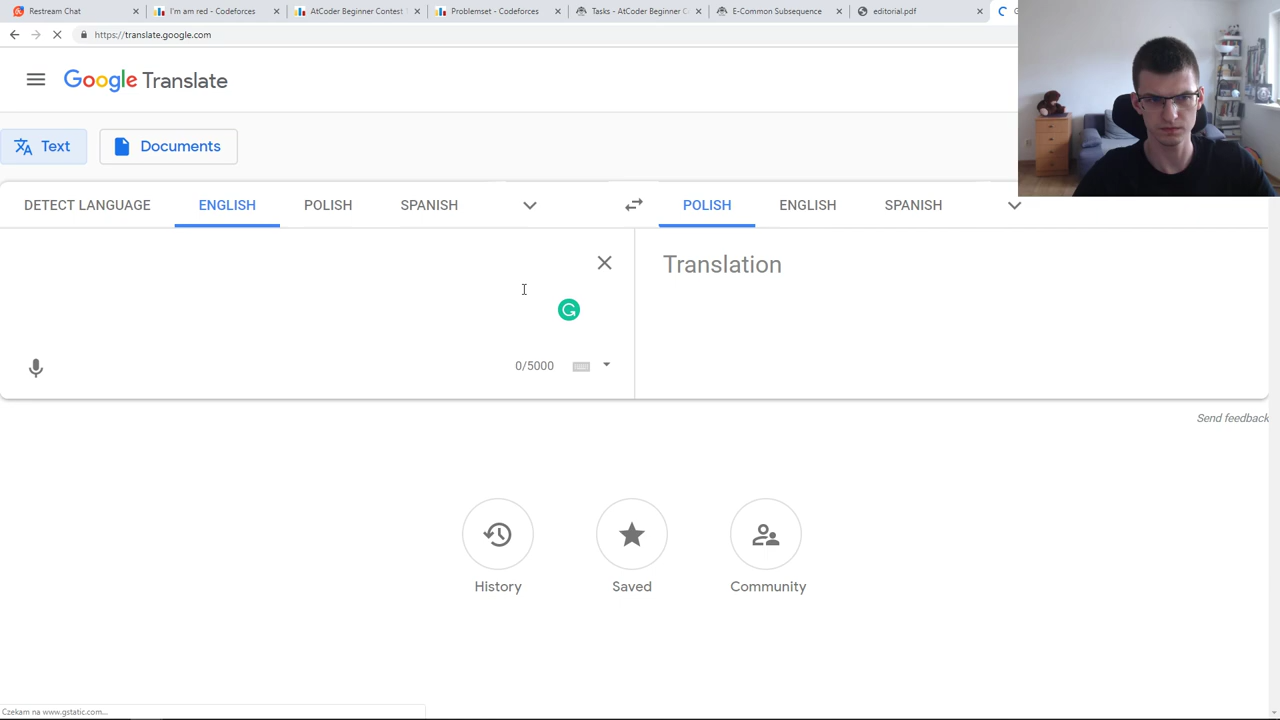 Restream Chat
I'm am red - Codeforces
AtCoder Beginner Contest
Problemset - Codeforces
Tasks - AtCoder Beginner C
E-Common Subsequence
editorial.pdf
https://translate.google.com
Google Translate
Text
Documents
DETECT LANGUAGE
ENGLISH
POLISH
SPANISH
POLISH
ENGLISH
SPANISH
Translation
0/5000
Send feedback
History
Saved
Community
Czekam na www.gstatic.com...